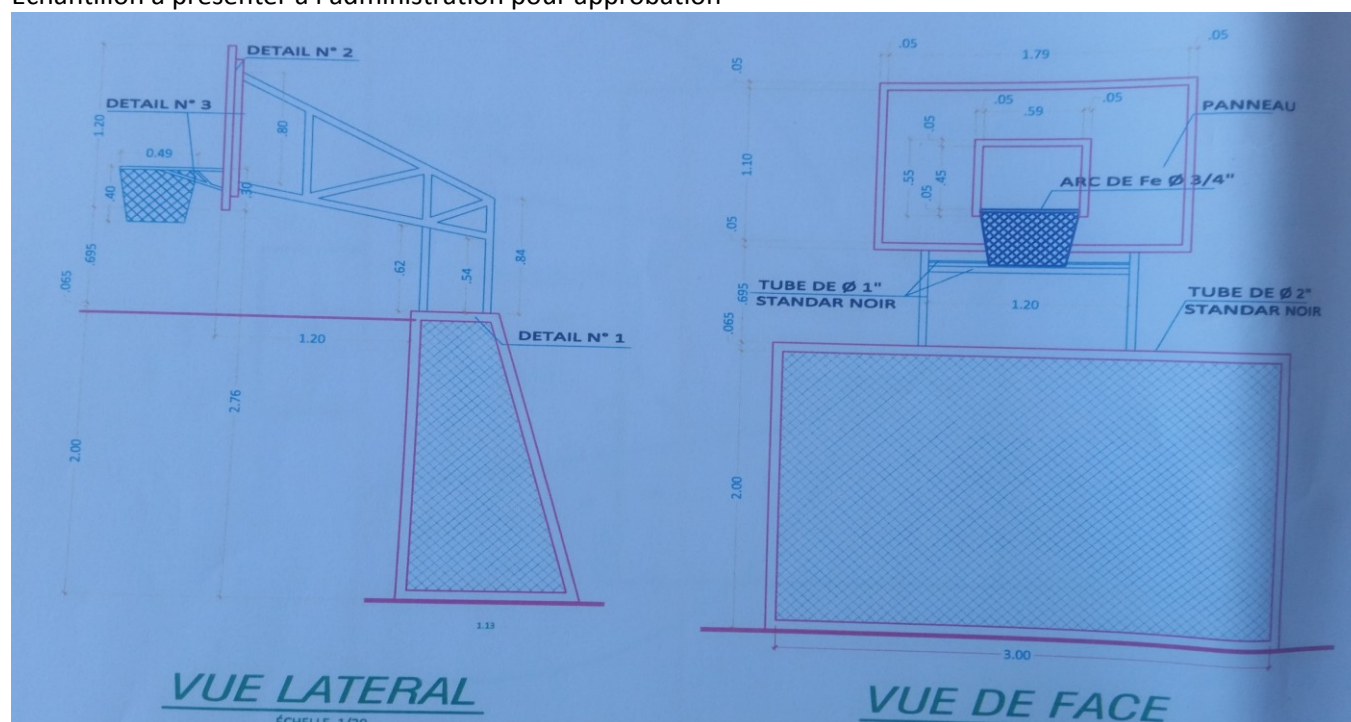 Echantillon à présenter à l'administration pour approbation
DETAIL N° 2
DETAIL N° 3
1.20
0.49
.80
.40
.30
.695
.065
.62
.54
.84
1.20
DETAIL N° 1
2.76
2.00
1.13
VUE LATERAL
ÉCHELLE 1/20
.05
1.79
.05
.05
.05
.59
.05
PANNEAU
.05
1.10
.55
.05
.45
ARC DE Fe Ø 3/4"
.05
TUBE DE Ø 1"
STANDAR NOIR
.695
1.20
TUBE DE Ø 2"
STANDAR NOIR
.065
2.00
3.00
VUE DE FACE